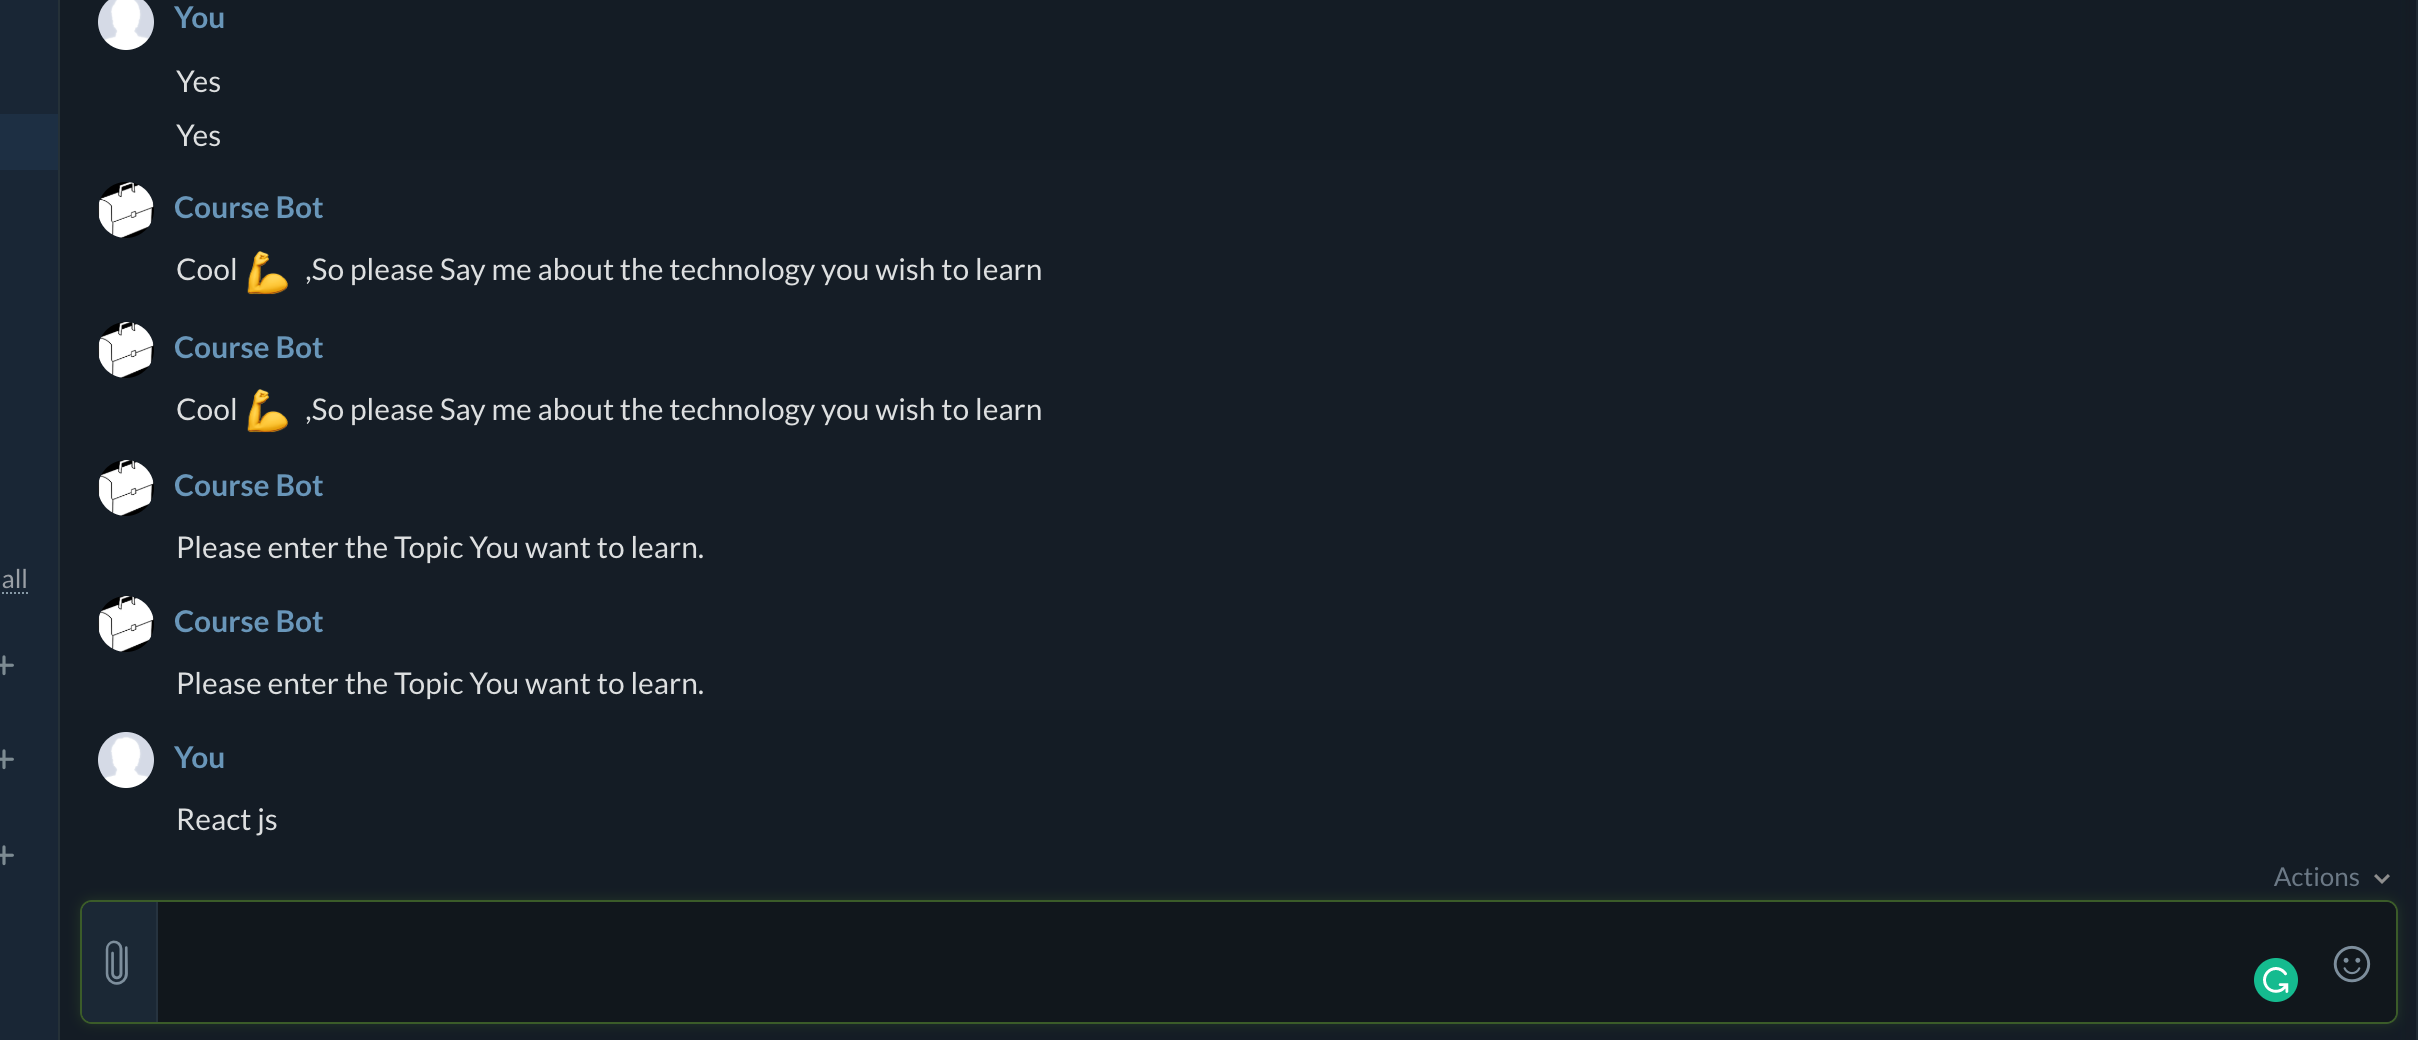 You
Yes
Yes
Course Bot
Cool 💪 ,So please Say me about the technology you wish to learn
Course Bot
Cool 💪 ,So please Say me about the technology you wish to learn
Course Bot
Please enter the Topic You want to learn.
all
Course Bot
Please enter the Topic You want to learn.
You
React js
Actions